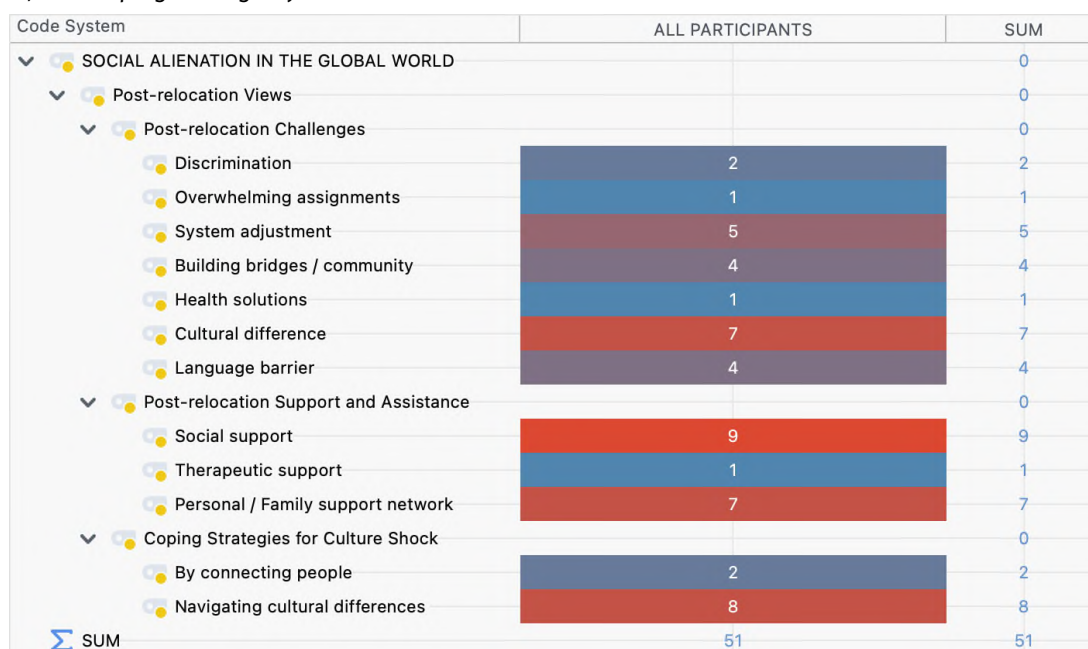 Code System ALL PARTICIPANTS SUM
SOCIAL ALIENATION IN THE GLOBAL WORLD 0
Post-relocation Views 0
Post-relocation Challenges 0
Discrimination 2 2
Overwhelming assignments 1 1
System adjustment 5 5
Building bridges / community 4 4
Health solutions 1 1
Cultural difference 7 7
Language barrier 4 4
Post-relocation Support and Assistance 0
Social support 9 9
Therapeutic support 1 1
Personal / Family support network 7 7
Coping Strategies for Culture Shock 0
By connecting people 2 2
Navigating cultural differences 8 8
∑ SUM 51 51